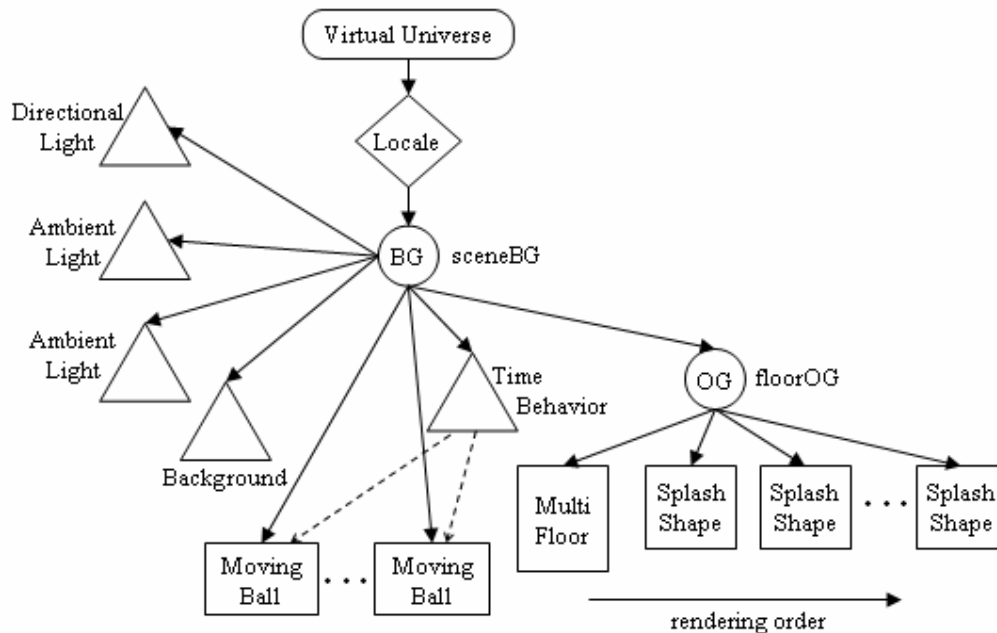 Virtual Universe
Directional
Light
Locale
Ambient
Light
BG
sceneBG
Ambient
Light
Time
Behavior
OG
floorOG
Background
Multi
Floor
Splash
Shape
Splash
Shape
...
Splash
Shape
Moving
Ball
...
Moving
Ball
rendering order